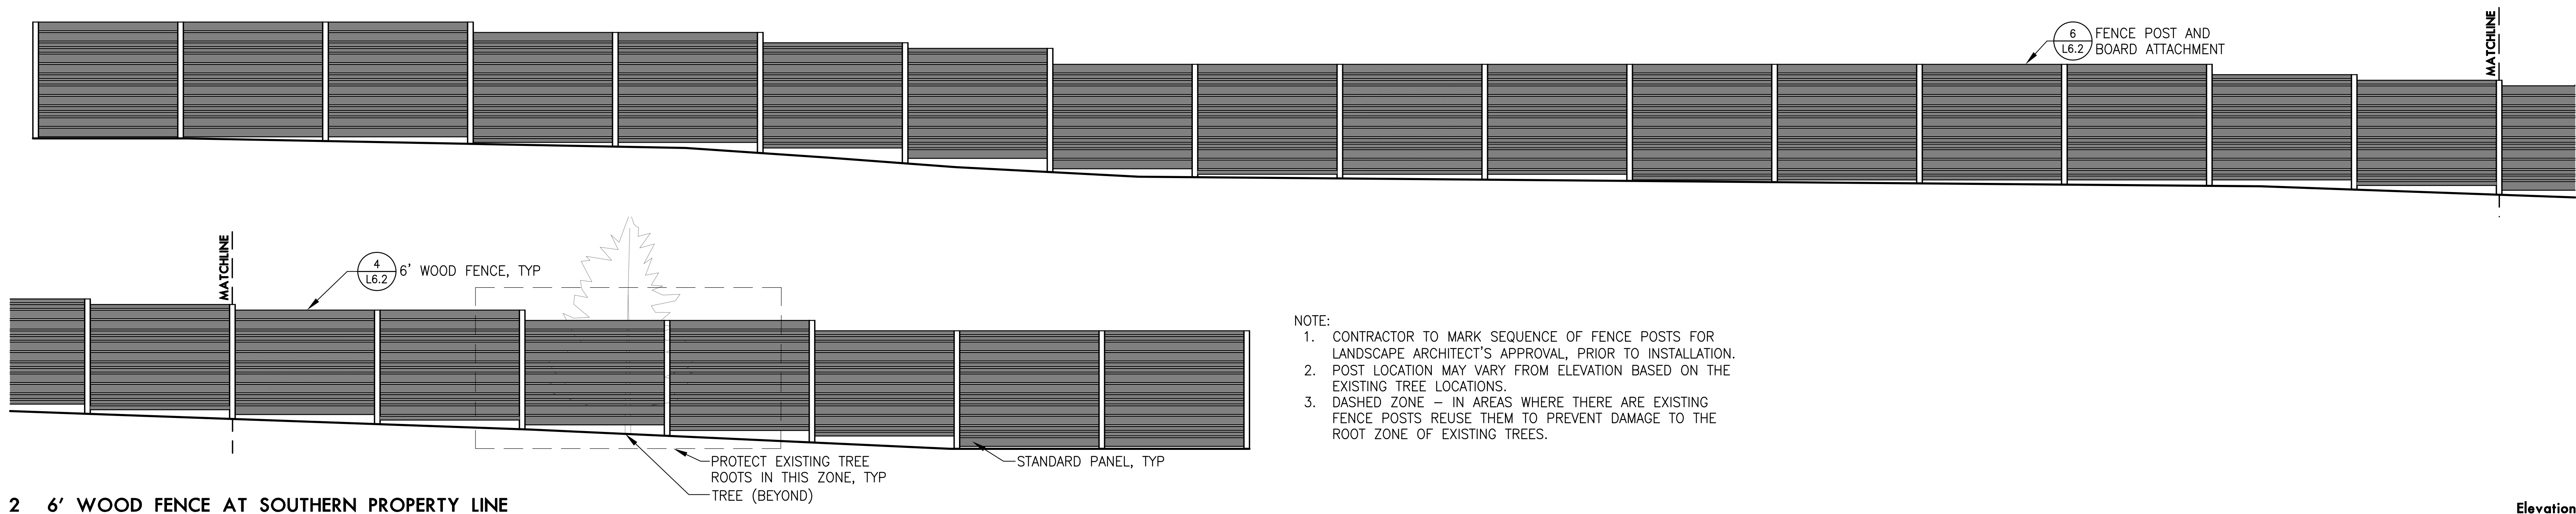 6
L6.2
FENCE POST AND
BOARD ATTACHMENT
MATCHLINE
MATCHLINE
4
L6.2
6' WOOD FENCE, TYP
NOTE:
1. CONTRACTOR TO MARK SEQUENCE OF FENCE POSTS FOR
LANDSCAPE ARCHITECT'S APPROVAL, PRIOR TO INSTALLATION.
2. POST LOCATION MAY VARY FROM ELEVATION BASED ON THE
EXISTING TREE LOCATIONS.
3. DASHED ZONE – IN AREAS WHERE THERE ARE EXISTING
FENCE POSTS REUSE THEM TO PREVENT DAMAGE TO THE
ROOT ZONE OF EXISTING TREES.
PROTECT EXISTING TREE
ROOTS IN THIS ZONE, TYP
TREE (BEYOND)
STANDARD PANEL, TYP
2 6' WOOD FENCE AT SOUTHERN PROPERTY LINE
Elevation